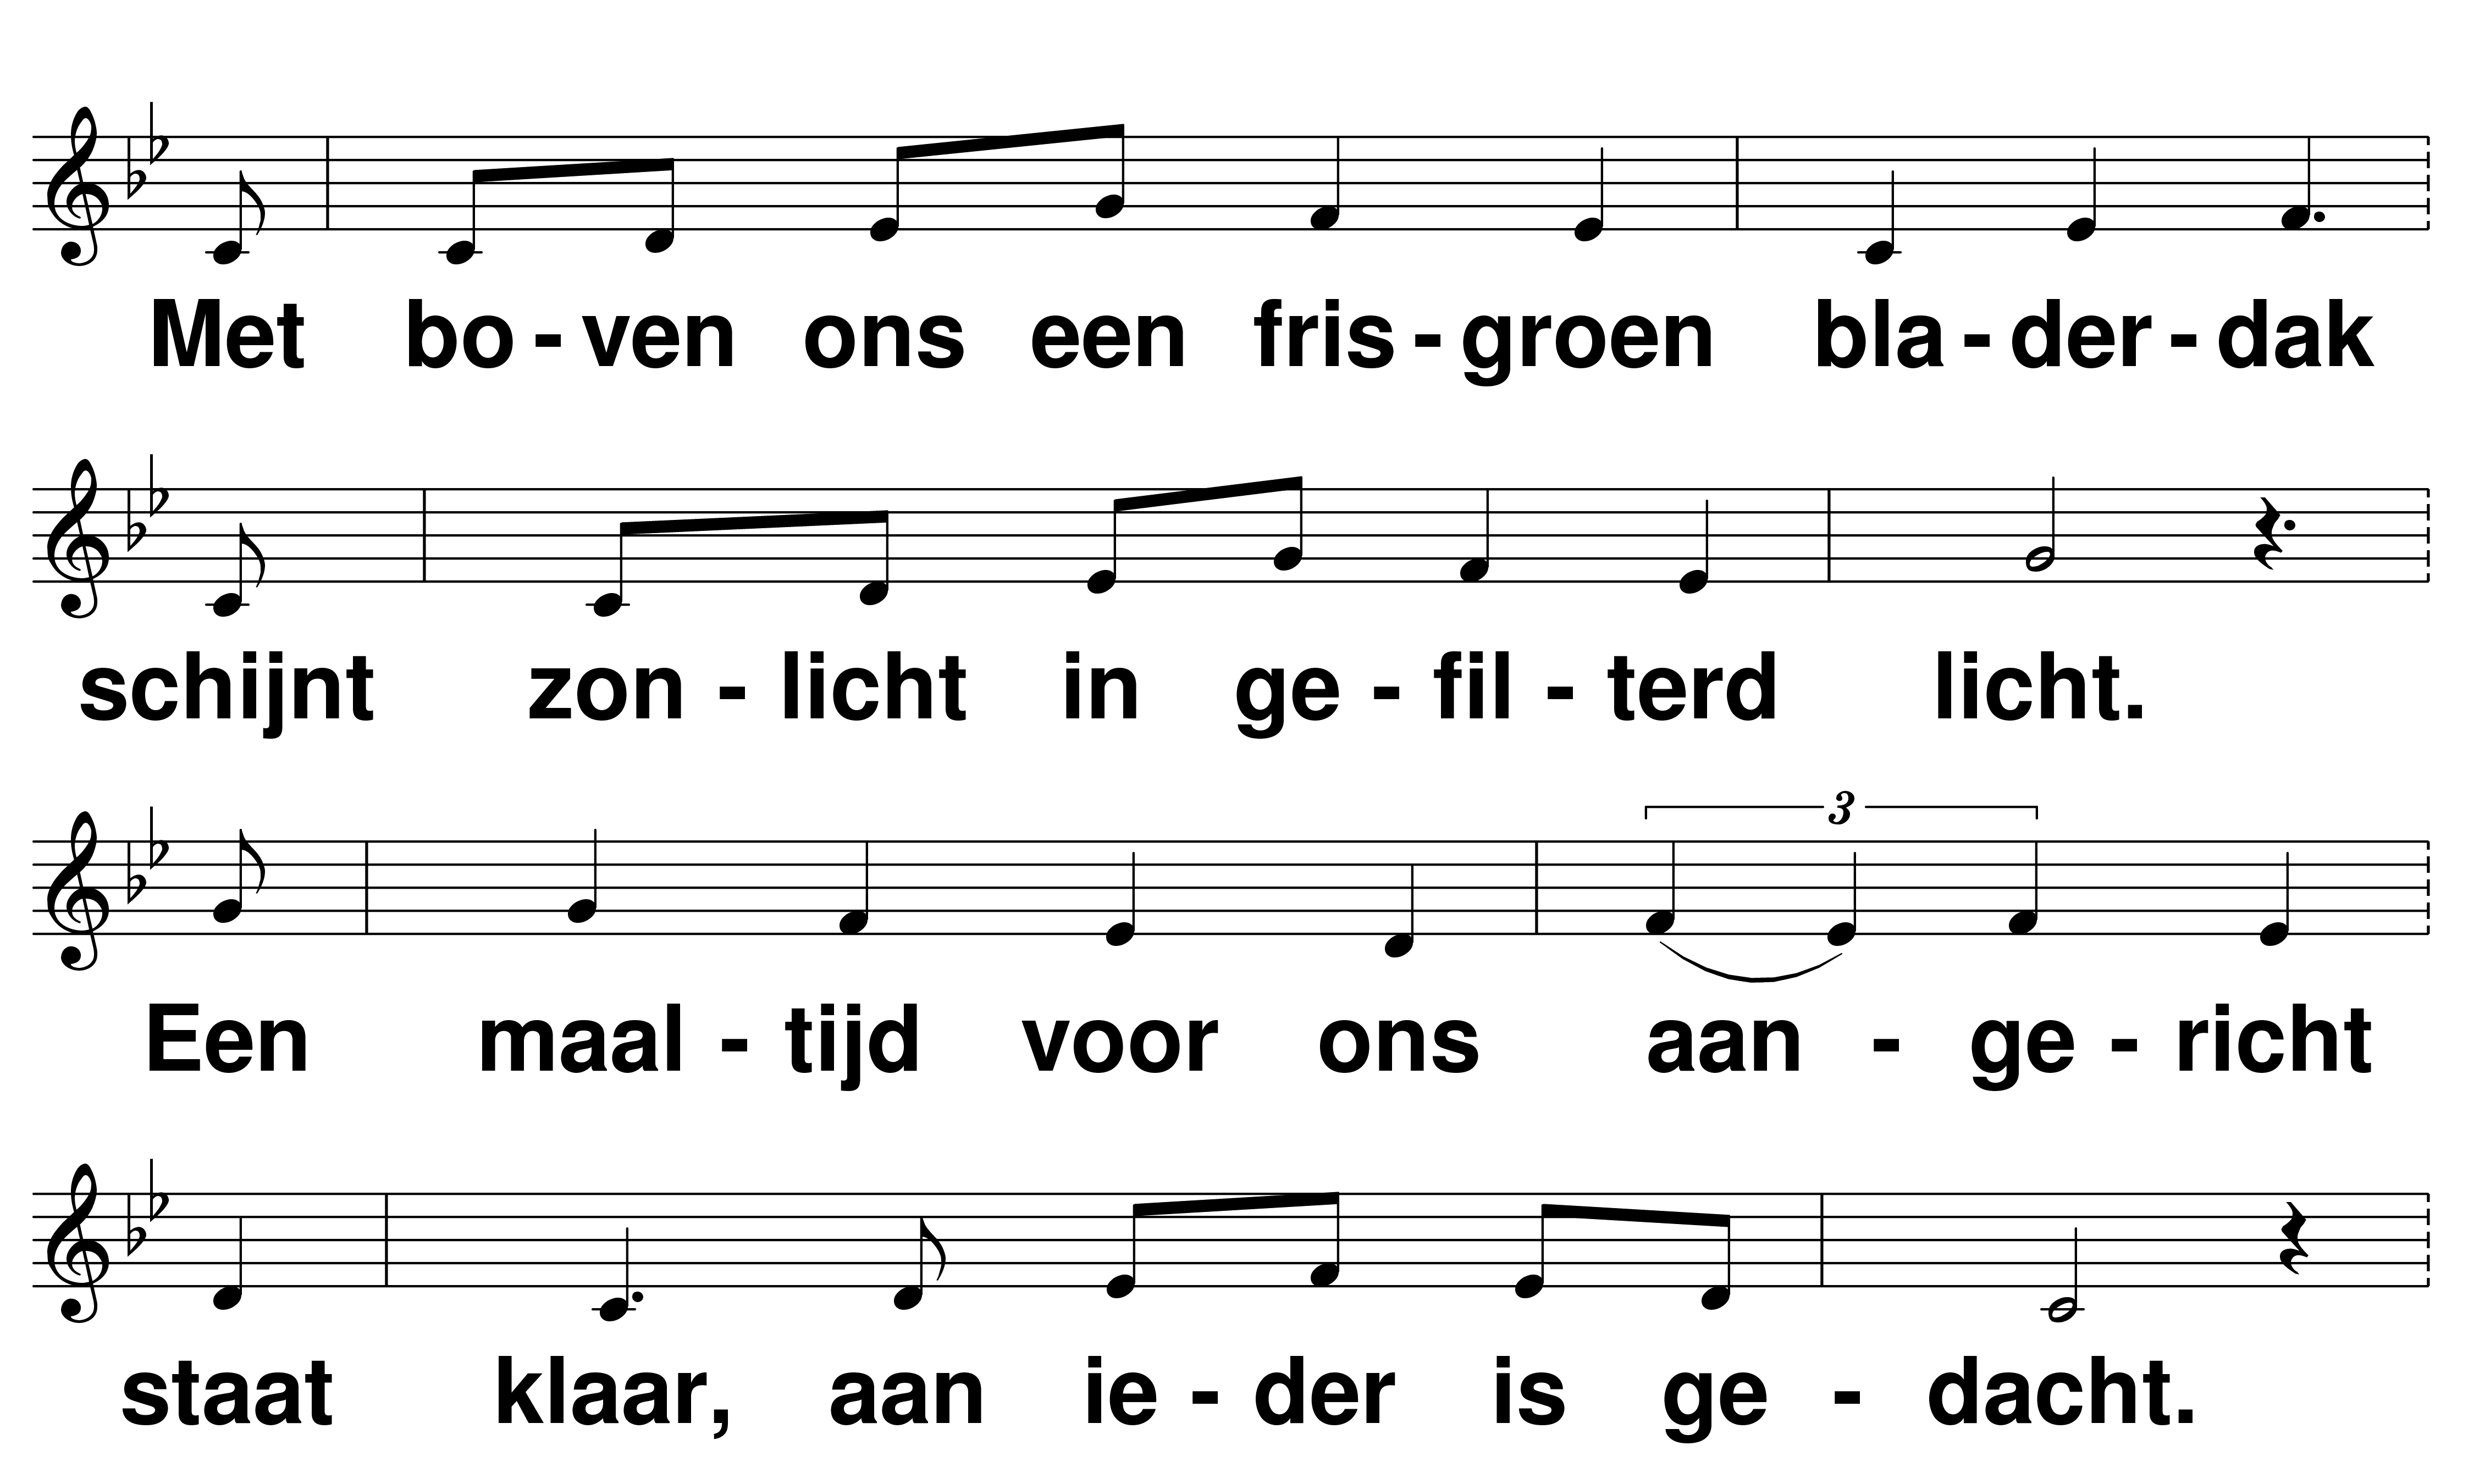 Met bo - ven ons een fris - groen bla - der - dak
schijnt zon - licht in ge - fil - terd licht.
3
Een maal - tijd voor ons aan - ge - richt
staat klaar, aan ie - der is ge - dacht.